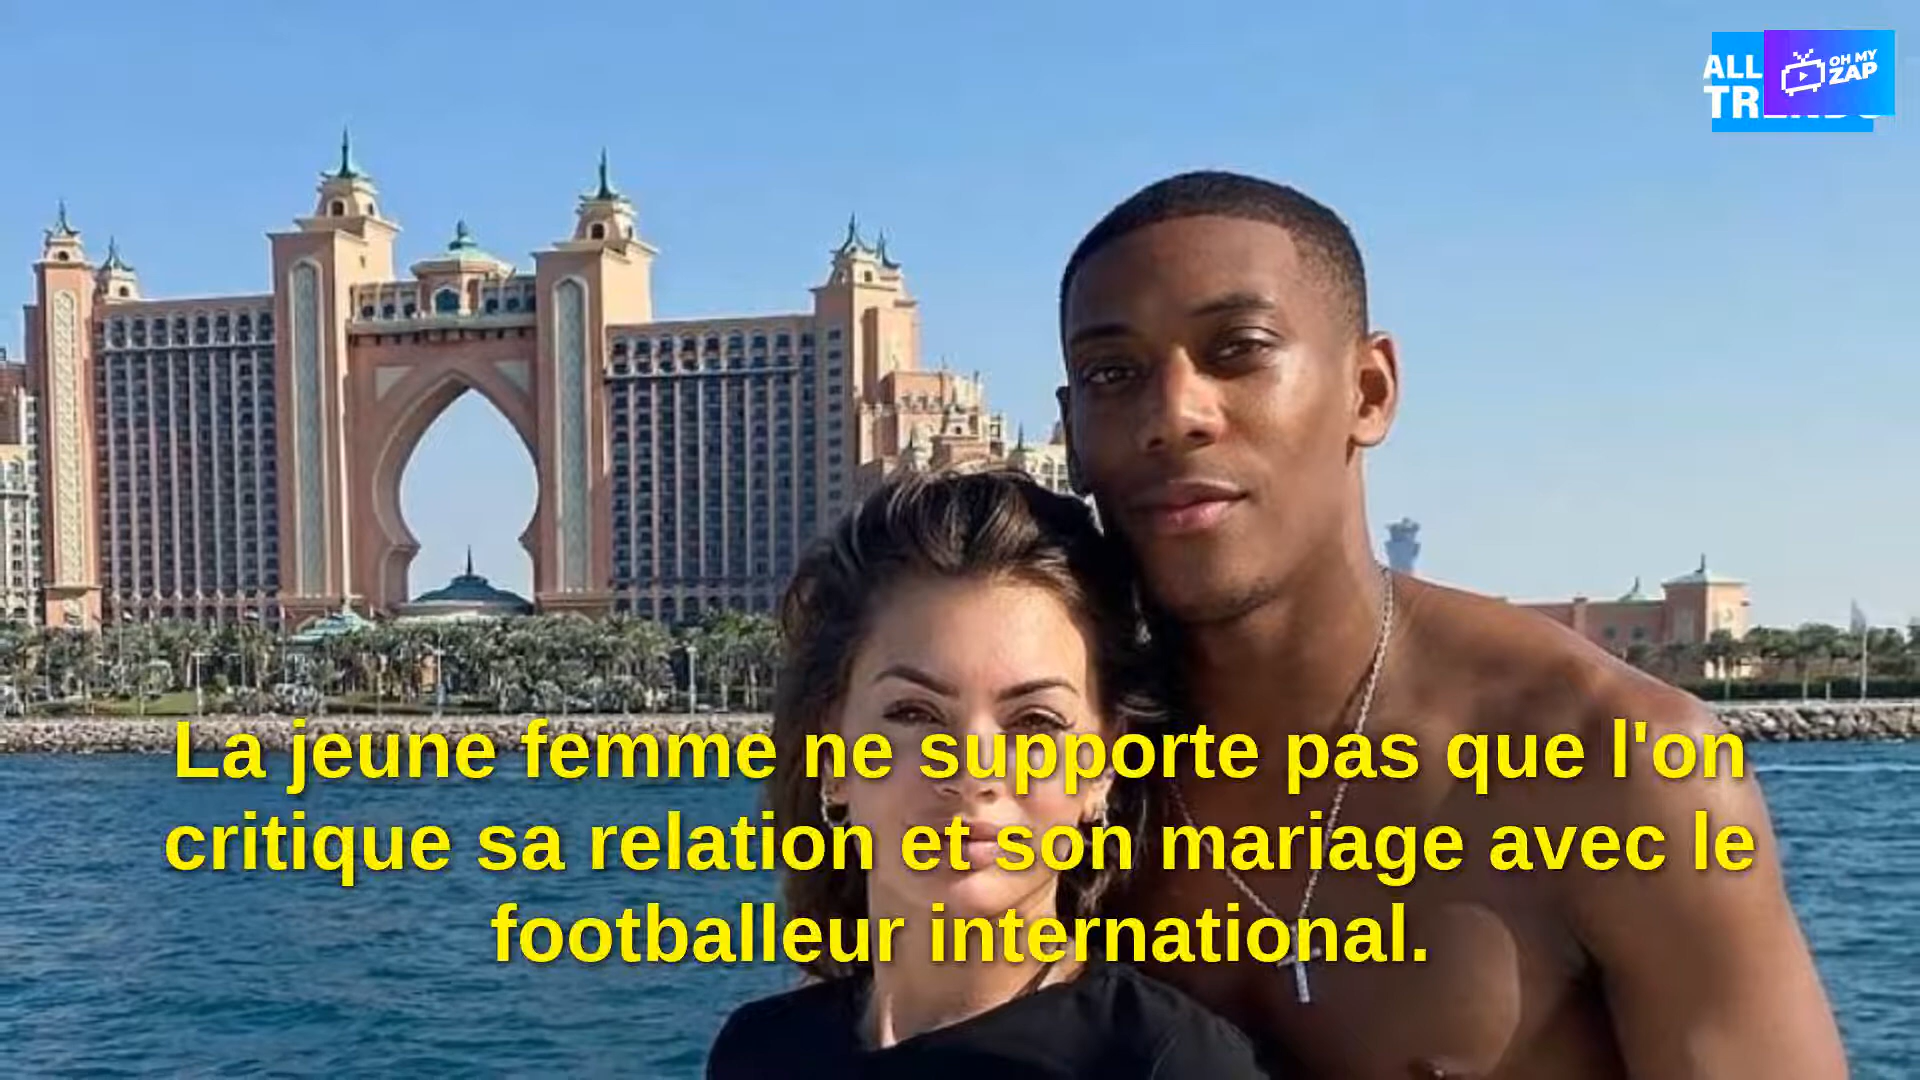 ALL
TR
OH MY
ZAP
La jeune femme ne supporte pas que l'on
critique sa relation et son mariage avec le
footballeur international.